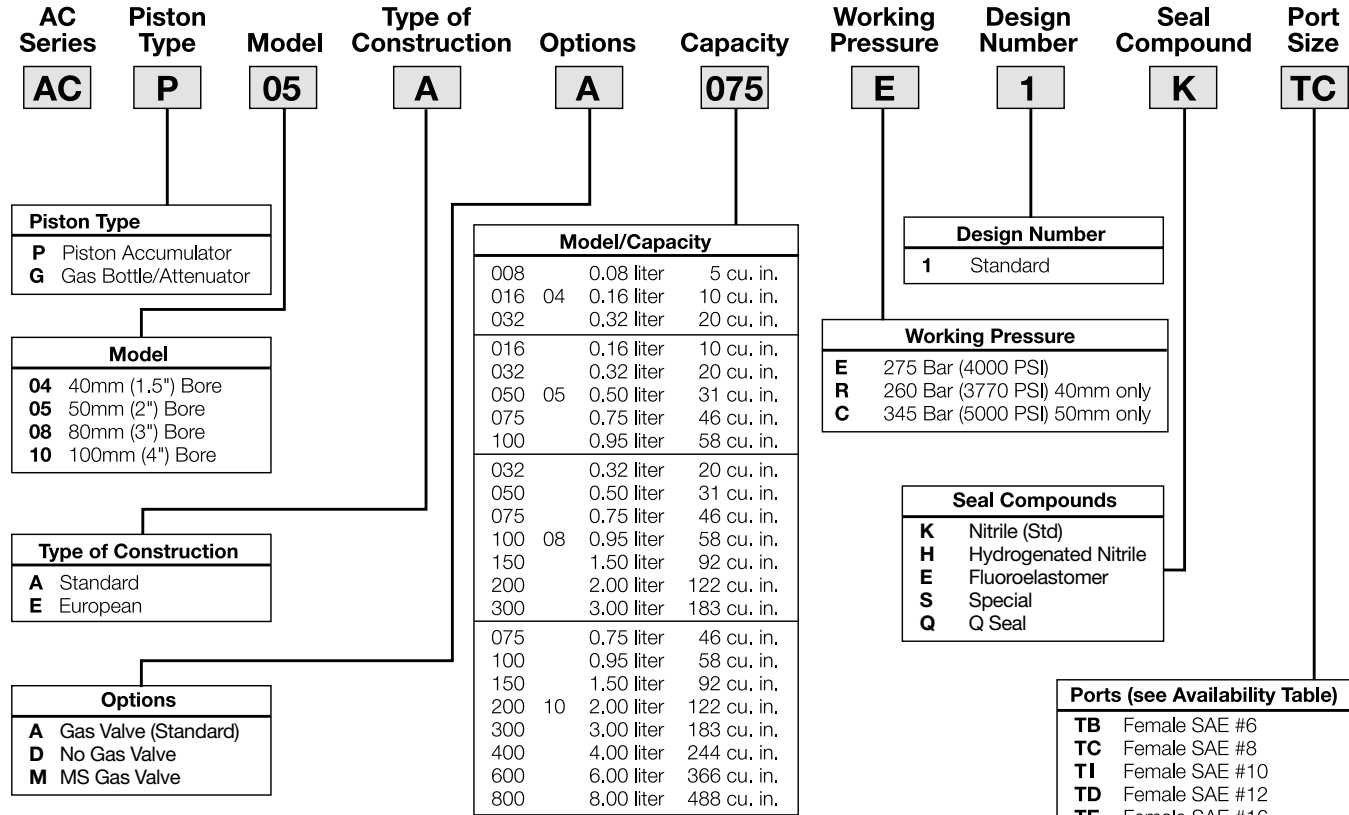 AC Series
Piston Type
Model
Type of Construction
Options
Capacity
Working Pressure
Design Number
Seal Compound
Port Size
AC P 05 A A 075 E 1 K TC
Piston Type
P Piston Accumulator
G Gas Bottle/Attenuator
Model
04 40mm (1.5") Bore
05 50mm (2") Bore
08 80mm (3") Bore
10 100mm (4") Bore
Type of Construction
A Standard
E European
Options
A Gas Valve (Standard)
D No Gas Valve
M MS Gas Valve
Model/Capacity
008 0.08 liter 5 cu. in.
016 04 0.16 liter 10 cu. in.
032 0.32 liter 20 cu. in.
016 0.16 liter 10 cu. in.
032 0.32 liter 20 cu. in.
050 05 0.50 liter 31 cu. in.
075 0.75 liter 46 cu. in.
100 0.95 liter 58 cu. in.
032 0.32 liter 20 cu. in.
050 0.50 liter 31 cu. in.
075 0.75 liter 46 cu. in.
100 08 0.95 liter 58 cu. in.
150 1.50 liter 92 cu. in.
200 2.00 liter 122 cu. in.
300 3.00 liter 183 cu. in.
075 0.75 liter 46 cu. in.
100 0.95 liter 58 cu. in.
150 1.50 liter 92 cu. in.
200 10 2.00 liter 122 cu. in.
300 3.00 liter 183 cu. in.
400 4.00 liter 244 cu. in.
600 6.00 liter 366 cu. in.
800 8.00 liter 488 cu. in.
Design Number
1 Standard
Working Pressure
E 275 Bar (4000 PSI)
R 260 Bar (3770 PSI) 40mm only
C 345 Bar (5000 PSI) 50mm only
Seal Compounds
K Nitrile (Std)
H Hydrogenated Nitrile
E Fluoroelastomer
S Special
Q Q Seal
Ports (see Availability Table)
TB Female SAE #6
TC Female SAE #8
TI Female SAE #10
TD Female SAE #12